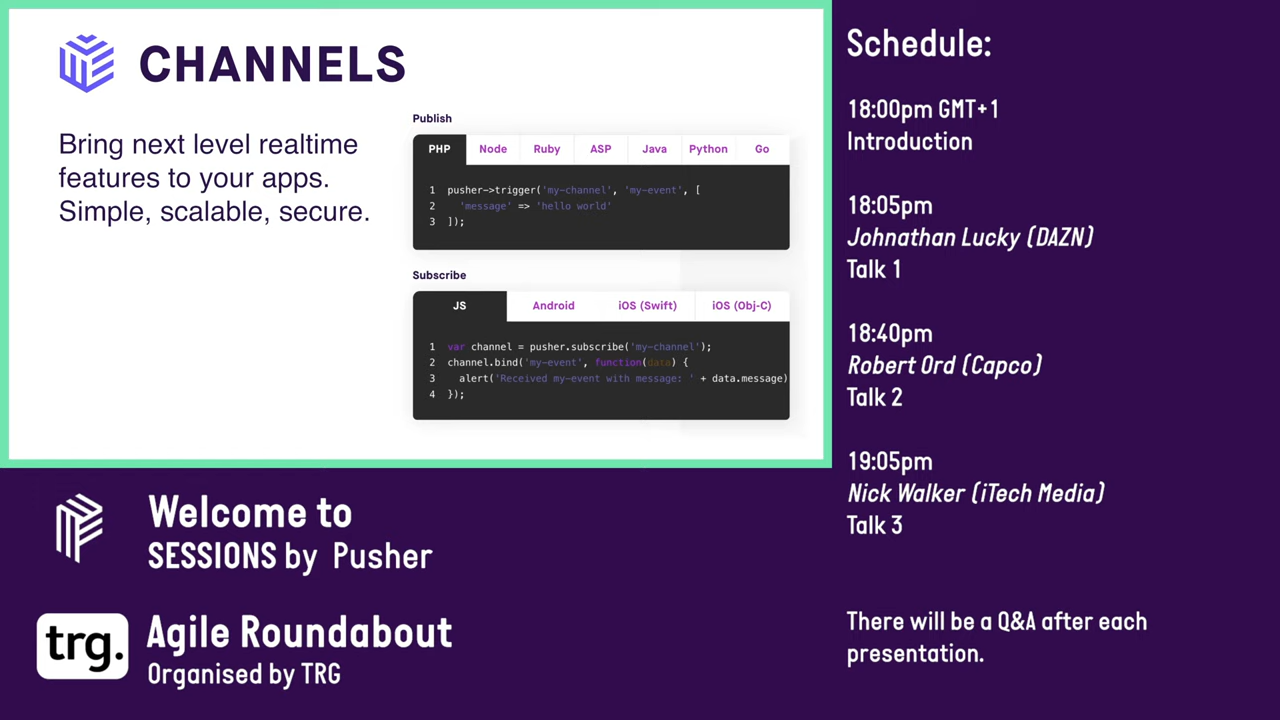 CHANNELS
Bring next level realtime
features to your apps.
Simple, scalable, secure.
Publish
PHP Node Ruby ASP Java Python Go
1 pusher->trigger('my-channel', 'my-event', [
2 'message' => 'hello world'
3 ]);
Subscribe
JS Android iOS (Swift) iOS (Obj-C)
1 var channel = pusher.subscribe('my-channel');
2 channel.bind('my-event', function(data) {
3 alert('Received my-event with message: ' + data.message)
4 });
Welcome to
SESSIONS by Pusher
trg.
Agile Roundabout
Organised by TRG
Schedule:
18:00pm GMT+1
Introduction
18:05pm
Johnathan Lucky (DAZN)
Talk 1
18:40pm
Robert Ord (Capco)
Talk 2
19:05pm
Nick Walker (iTech Media)
Talk 3
There will be a Q&A after each
presentation.